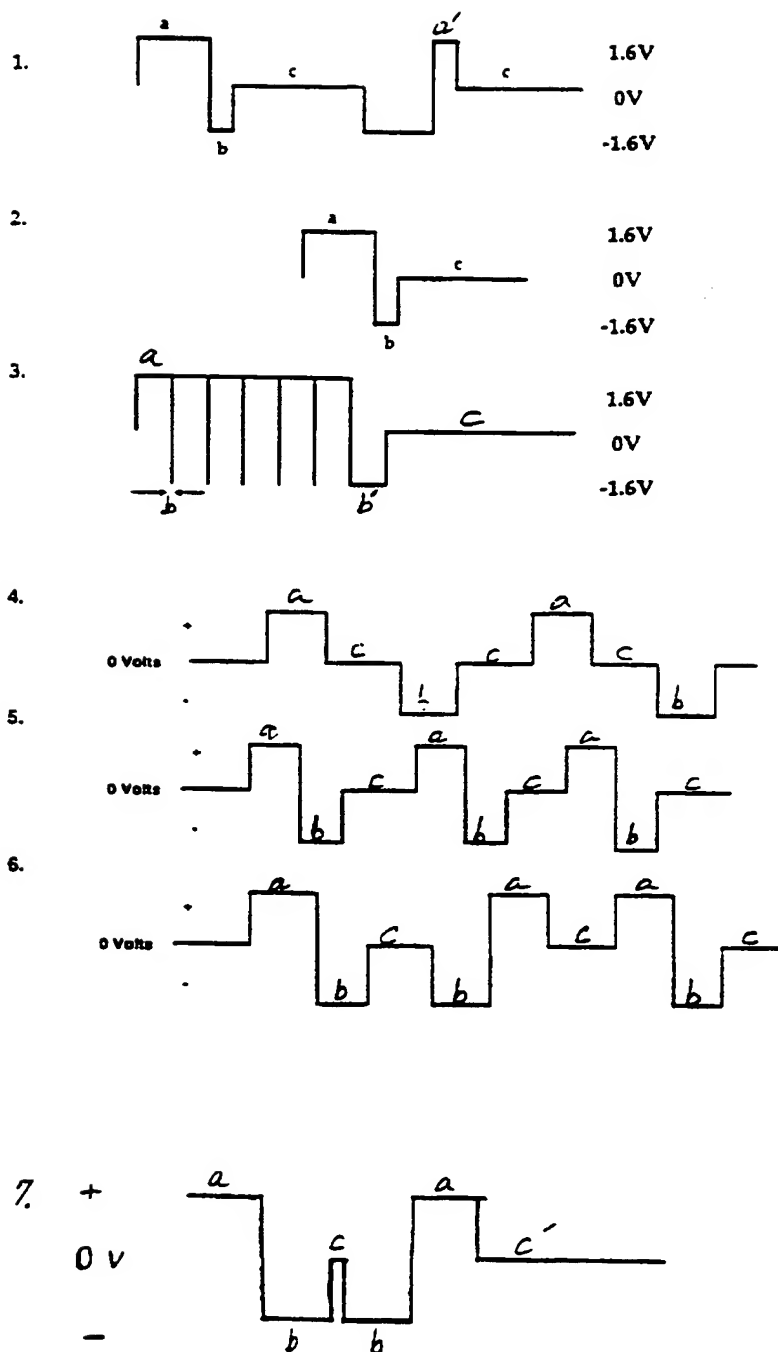 a a' 1.6V
1. c c 0V
b -1.6V
2. a 1.6V
c 0V
b -1.6V
3. a 1.6V
c 0V
b b' -1.6V
4. + a a
0 Volts c c c
- b
5. + a a a
0 Volts c c c
- b b b
6. + a a a
0 Volts c c c
- b b b
7. + a a
0 V c c'
- b b